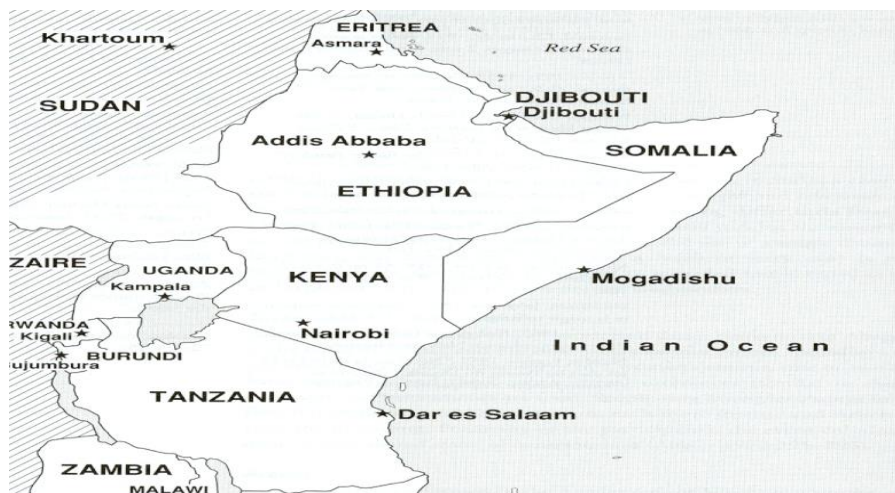 ERITREA
Khartoum
Asmara
Red Sea
SUDAN
DJIBOUTI
Djibouti
Addis Abbaba
SOMALIA
ETHIOPIA
ZAIRE
UGANDA
KENYA
Mogadishu
Kampala
RWANDA
Kigali
Nairobi
Indian Ocean
BURUNDI
ujumbura
TANZANIA
Dar es Salaam
ZAMBIA
MALAWI